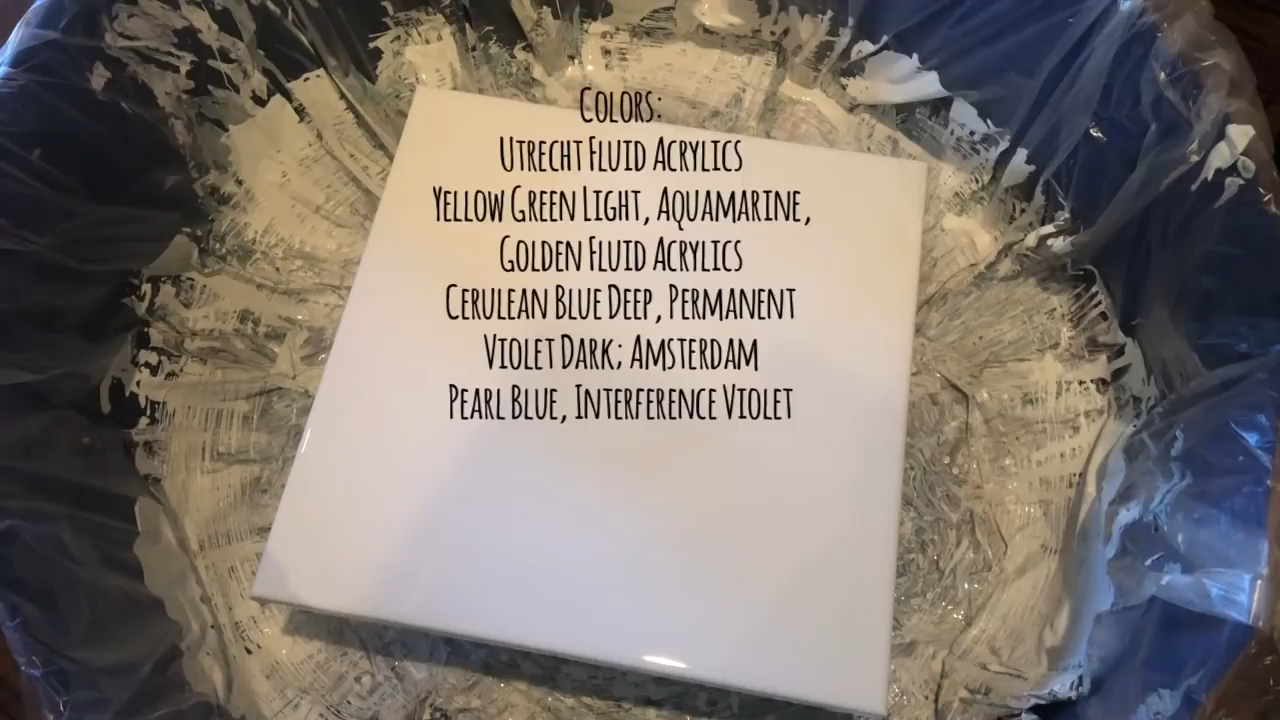 Colors:
Utrecht Fluid Acrylics
Yellow Green Light, Aquamarine,
Golden Fluid Acrylics
Cerulean Blue Deep, Permanent
Violet Dark; Amsterdam
Pearl Blue, Interference Violet